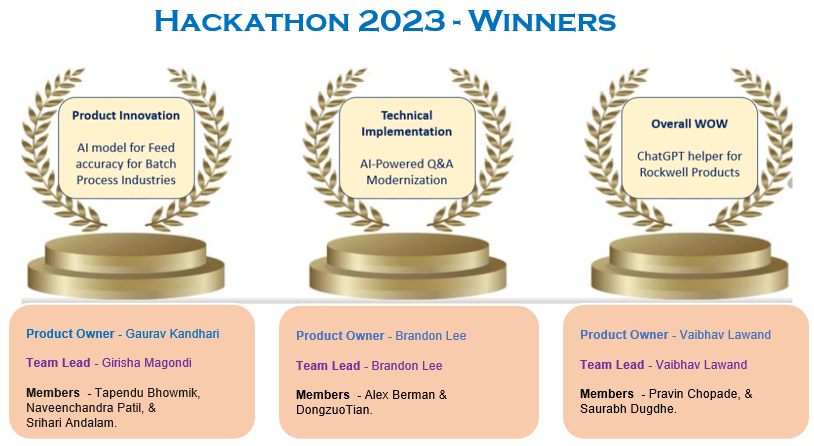 HACKATHON 2023 - WINNERS
Product Innovation
AI model for Feed
accuracy for Batch
Process Industries
Technical
Implementation
AI-Powered Q&A
Modernization
Overall WOW
ChatGPT helper for
Rockwell Products
Product Owner - Gaurav Kandhari
Team Lead - Girisha Magondi
Members - Tapendu Bhowmik,
Naveenchandra Patil, &
Srihari Andalam.
Product Owner - Brandon Lee
Team Lead - Brandon Lee
Members - Alex Berman &
DongzuoTian.
Product Owner - Vaibhav Lawand
Team Lead - Vaibhav Lawand
Members - Pravin Chopade, &
Saurabh Dugdhe.